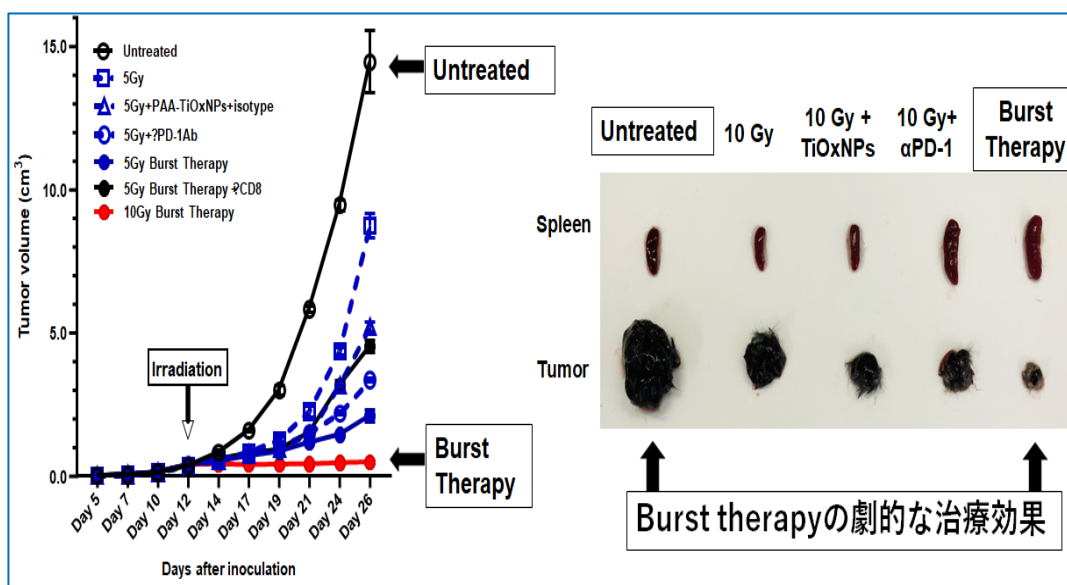 Untreated
5Gy
5Gy+PAA-TiOxNPs+isotype
5Gy+?PD-1Ab
5Gy Burst Therapy
5Gy Burst Therapy -?CD8
10Gy Burst Therapy
Tumor volume (cm³)
15.0
10.0
5.0
0.0
Irradiation
Untreated
Burst
Therapy
Day 5
Day 7
Day 10
Day 12
Day 14
Day 17
Day 19
Day 21
Day 24
Day 26
Days after inoculation
Untreated
10 Gy
10 Gy +
TiOxNPs
10 Gy+
αPD-1
Burst
Therapy
Spleen
Tumor
Burst therapyの劇的な治療効果